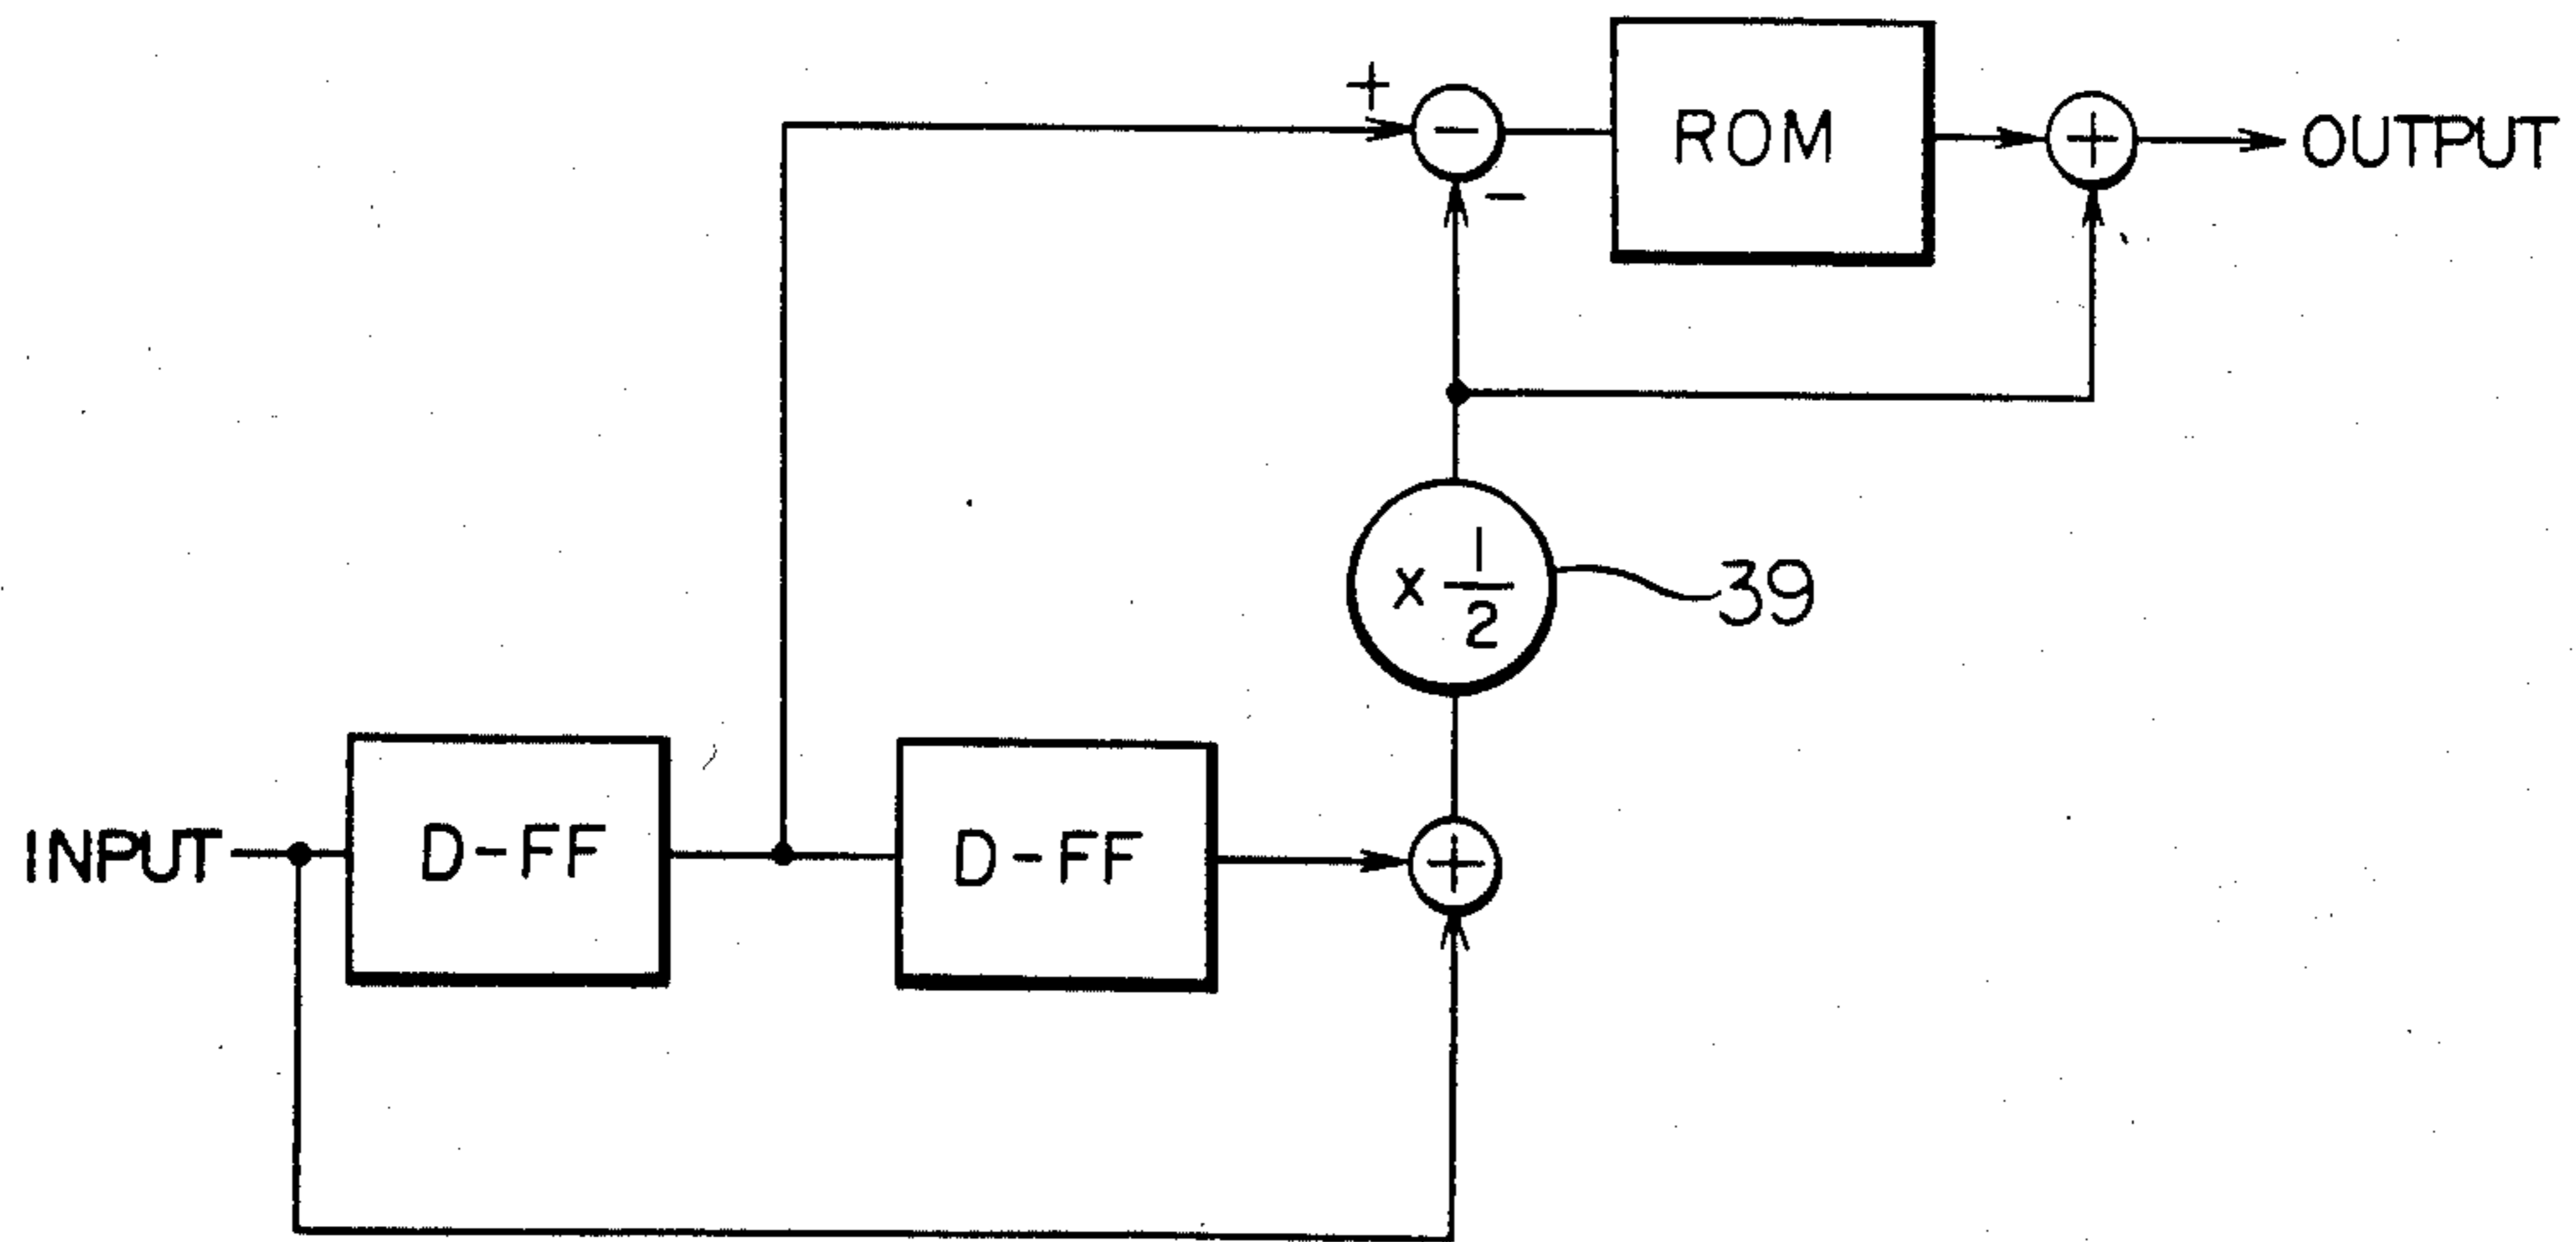 +
-
ROM
+
OUTPUT
-
× 1/2
39
INPUT
D-FF
D-FF
+